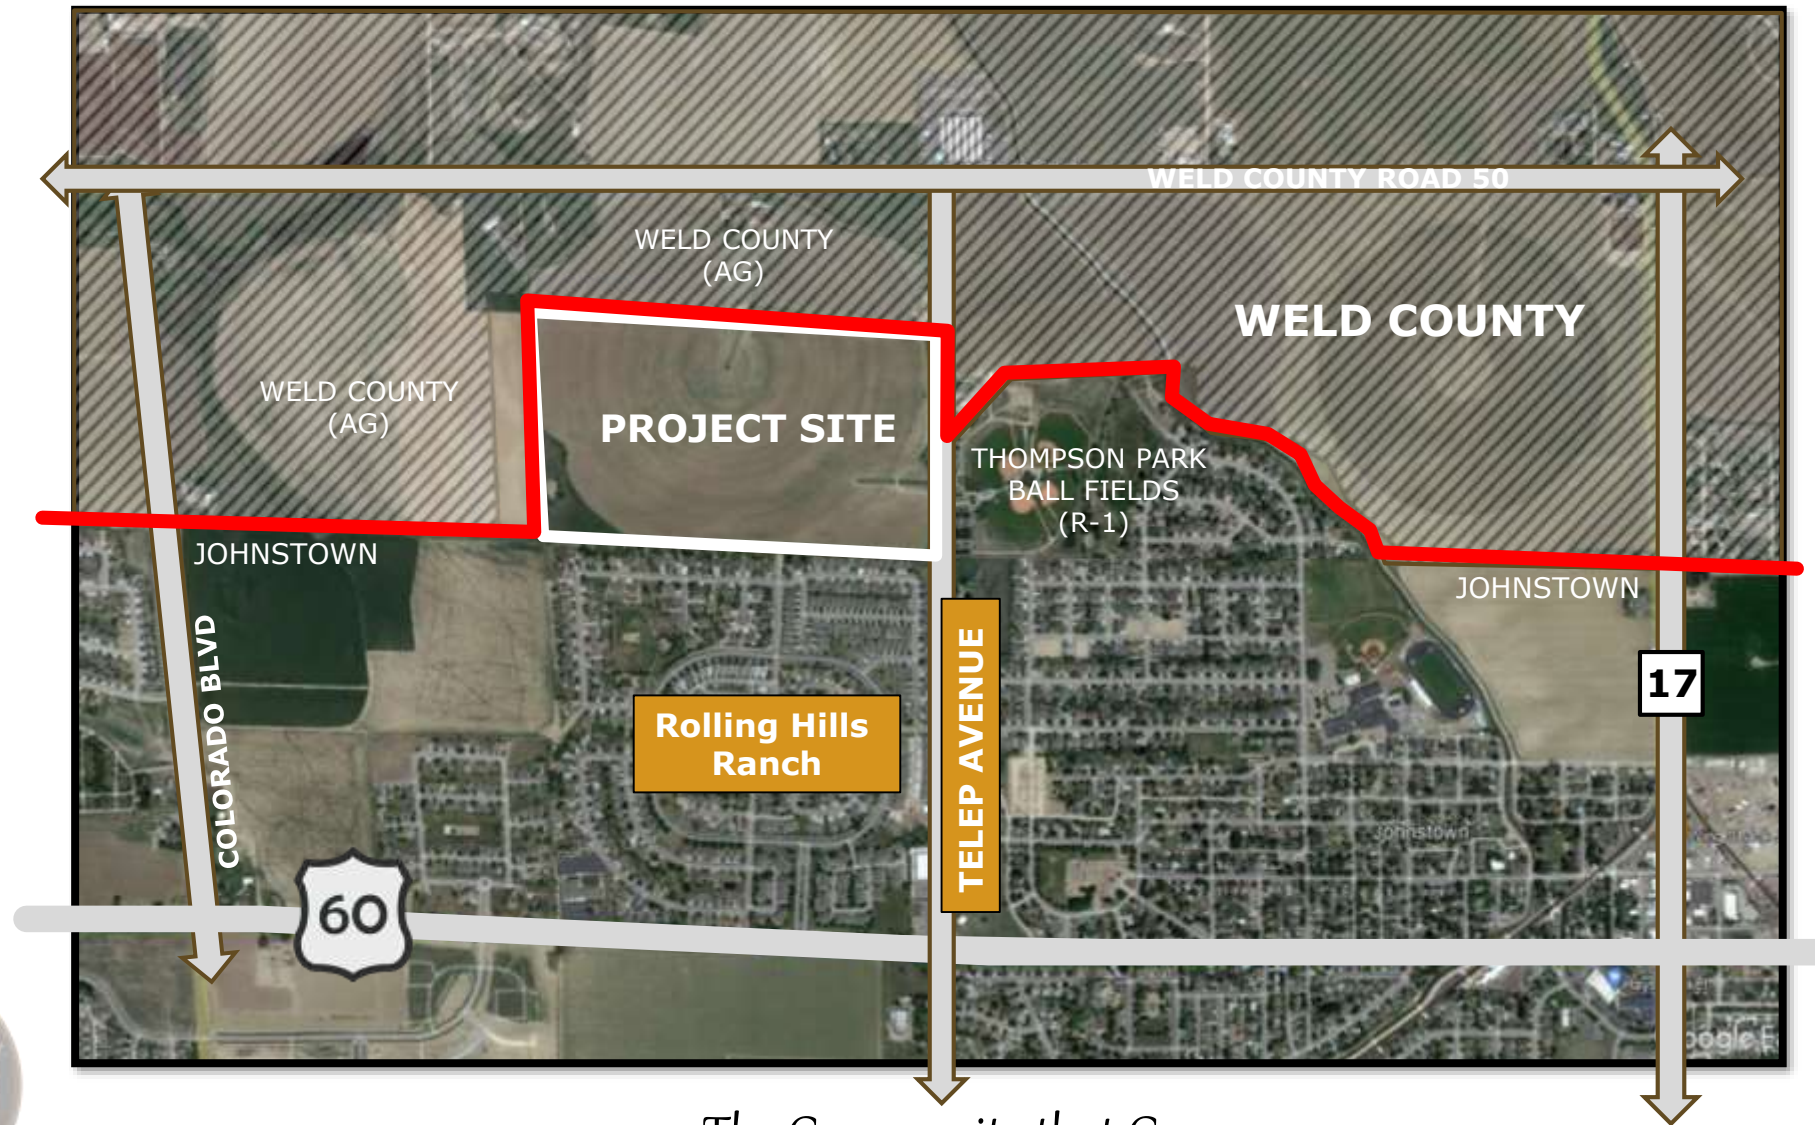 WELD COUNTY ROAD 50
WELD COUNTY
(AG)
WELD COUNTY
WELD COUNTY
(AG)
PROJECT SITE
THOMPSON PARK
BALL FIELDS
(R-1)
JOHNSTOWN
JOHNSTOWN
COLORADO BLVD
TELEP AVENUE
17
Rolling Hills
Ranch
Johnstown
60